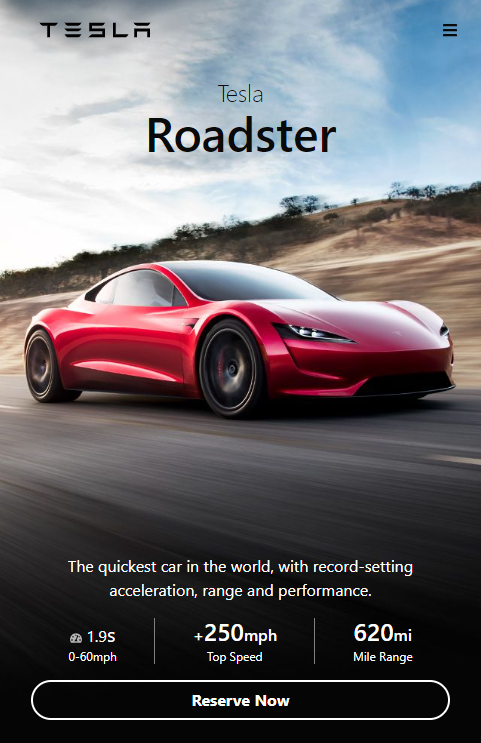 TESLA
Tesla
Roadster
The quickest car in the world, with record-setting
acceleration, range and performance.
1.9s +250mph 620mi
0-60mph Top Speed Mile Range
Reserve Now